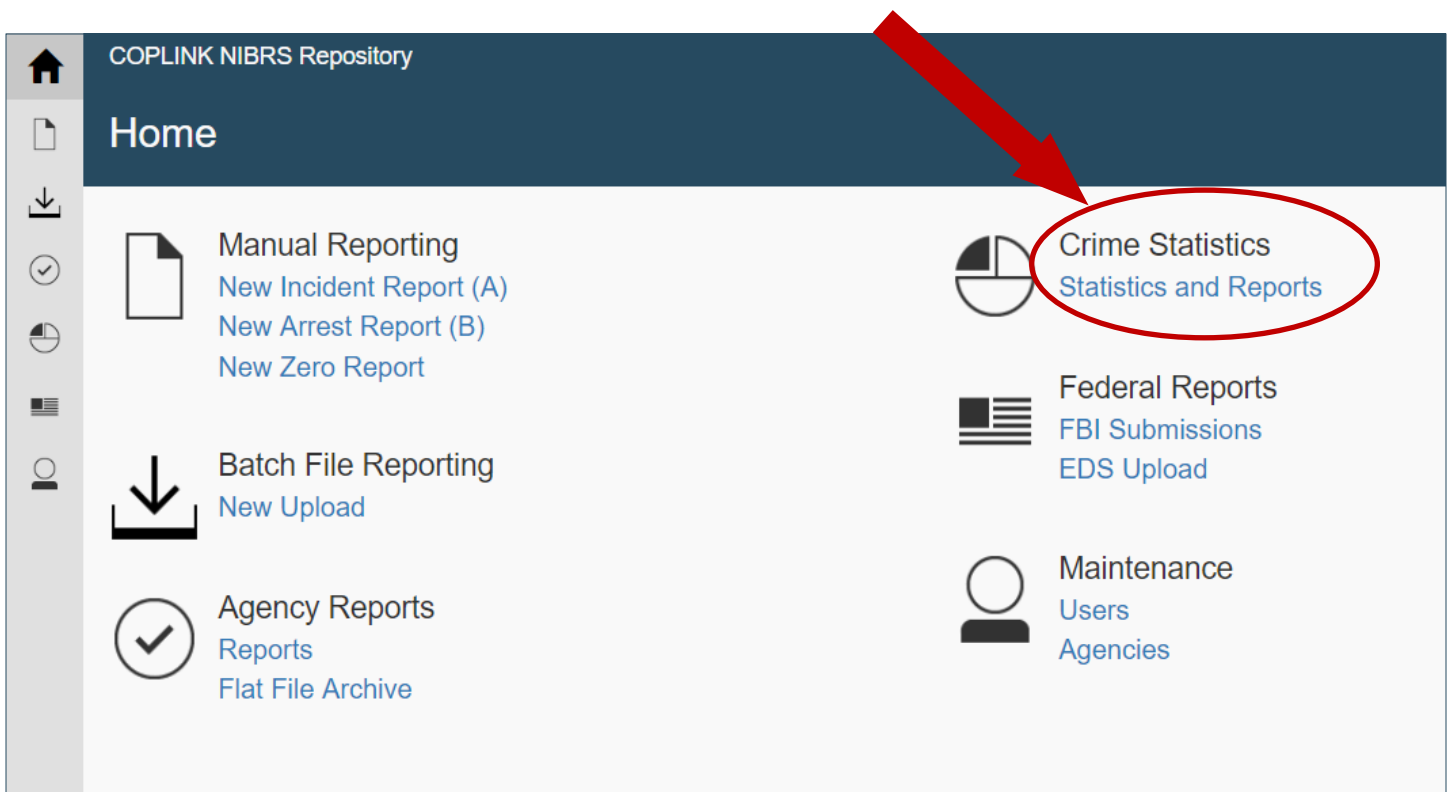 COPLINK NIBRS Repository
Home
Manual Reporting
New Incident Report (A)
New Arrest Report (B)
New Zero Report
Batch File Reporting
New Upload
Agency Reports
Reports
Flat File Archive
Crime Statistics
Statistics and Reports
Federal Reports
FBI Submissions
EDS Upload
Maintenance
Users
Agencies